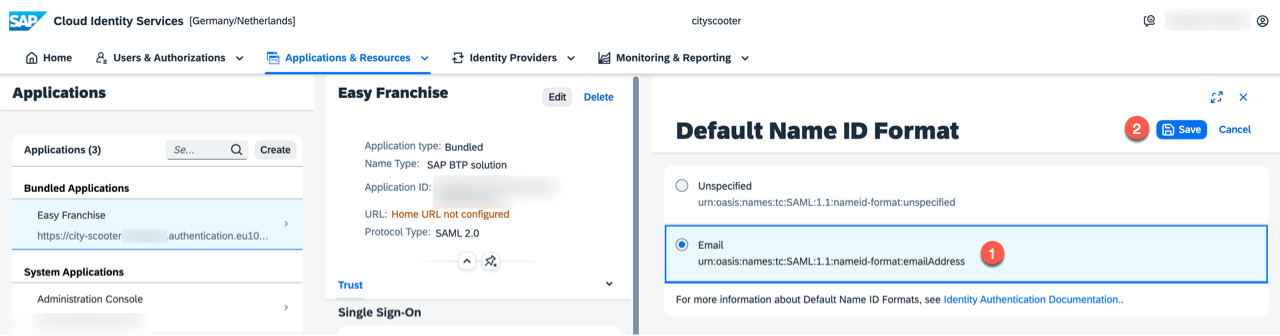 SAP Cloud Identity Services [Germany/Netherlands] cityscooter
Home Users & Authorizations Applications & Resources Identity Providers Monitoring & Reporting
Applications
Applications (3) Se... Create
Bundled Applications
Easy Franchise
https://city-scooter .authentication.eu10...
System Applications
Administration Console
Easy Franchise Edit Delete
Application type: Bundled
Name Type: SAP BTP solution
Application ID:
URL: Home URL not configured
Protocol Type: SAML 2.0
Trust
Single Sign-On
Default Name ID Format 2 Save Cancel
Unspecified
urn:oasis:names:tc:SAML:1.1:nameid-format:unspecified
Email
urn:oasis:names:tc:SAML:1.1:nameid-format:emailAddress 1
For more information about Default Name ID Formats, see Identity Authentication Documentation..